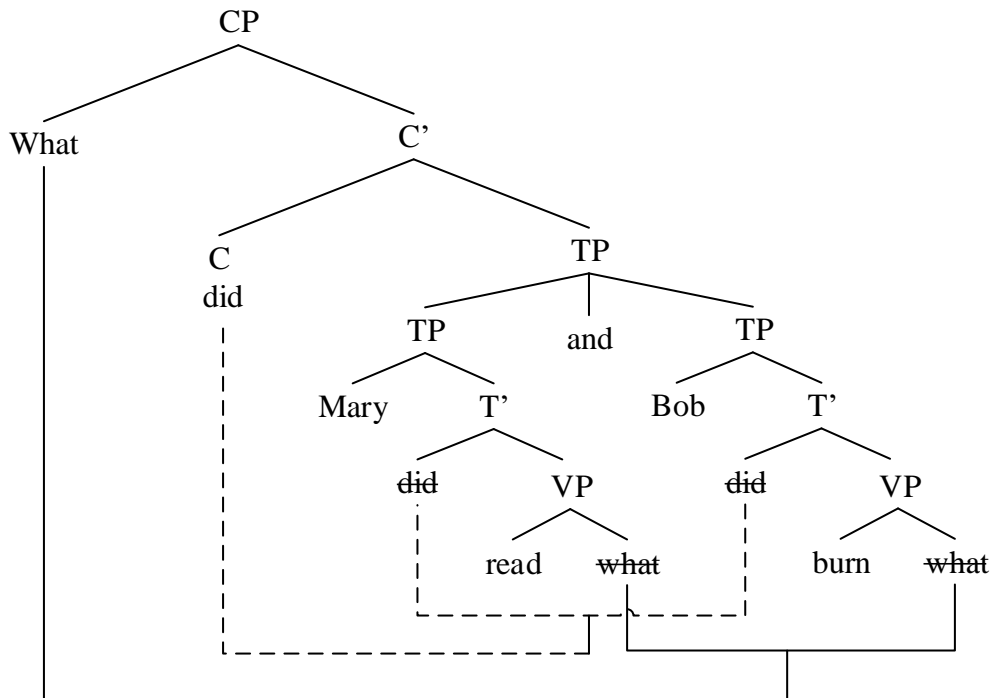 CP
What
C’
C
did
TP
TP
and
TP
Mary
T’
Bob
T’
did
VP
did
VP
read
what
burn
what